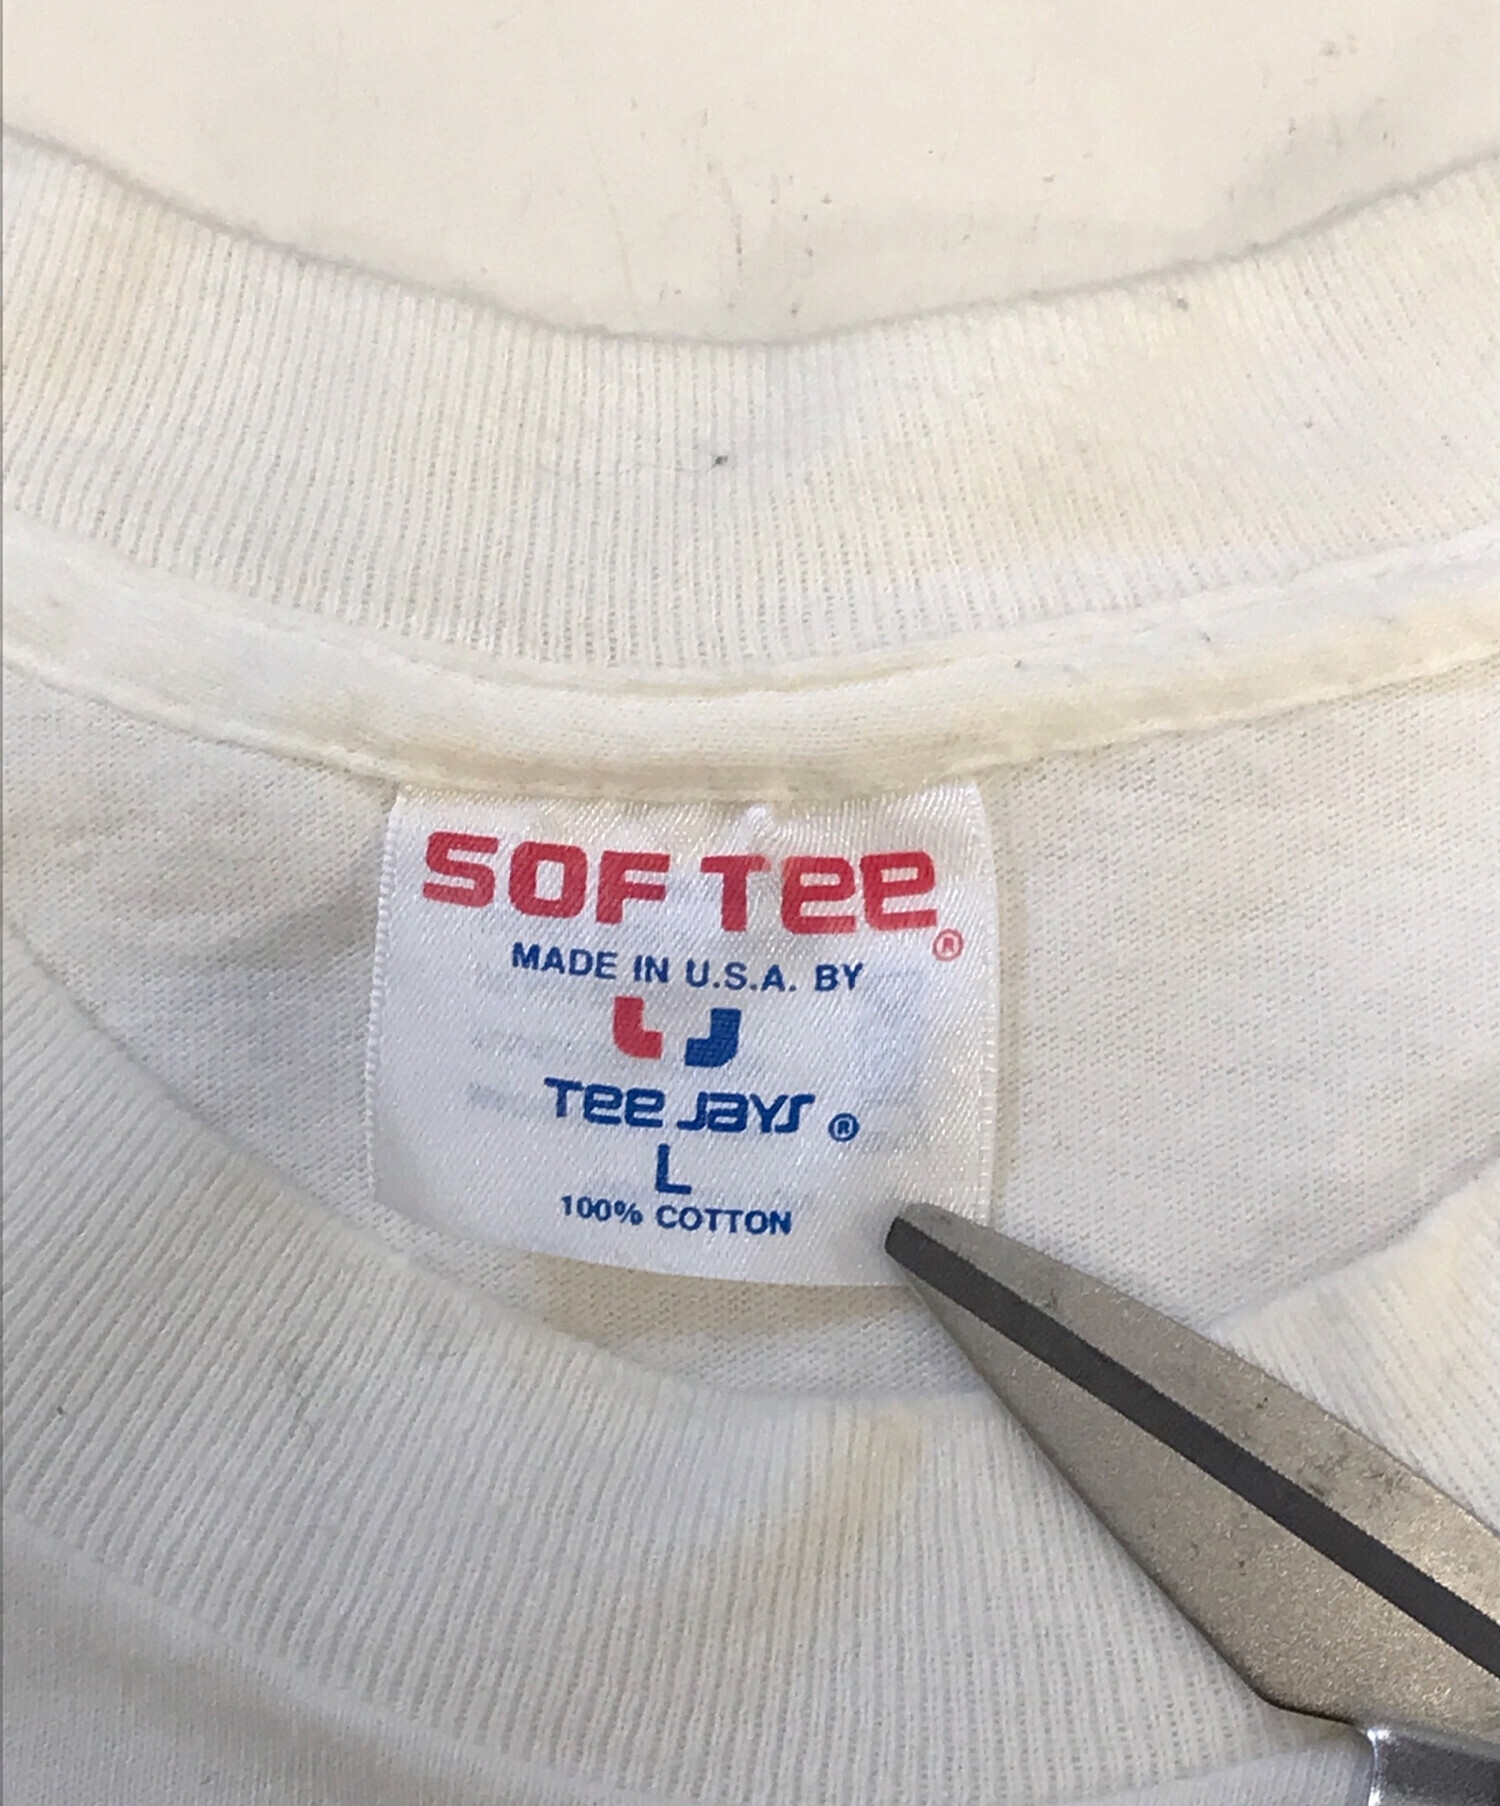 SOF TEE®
MADE IN U.S.A. BY
TEE JAYS®
L
100% COTTON